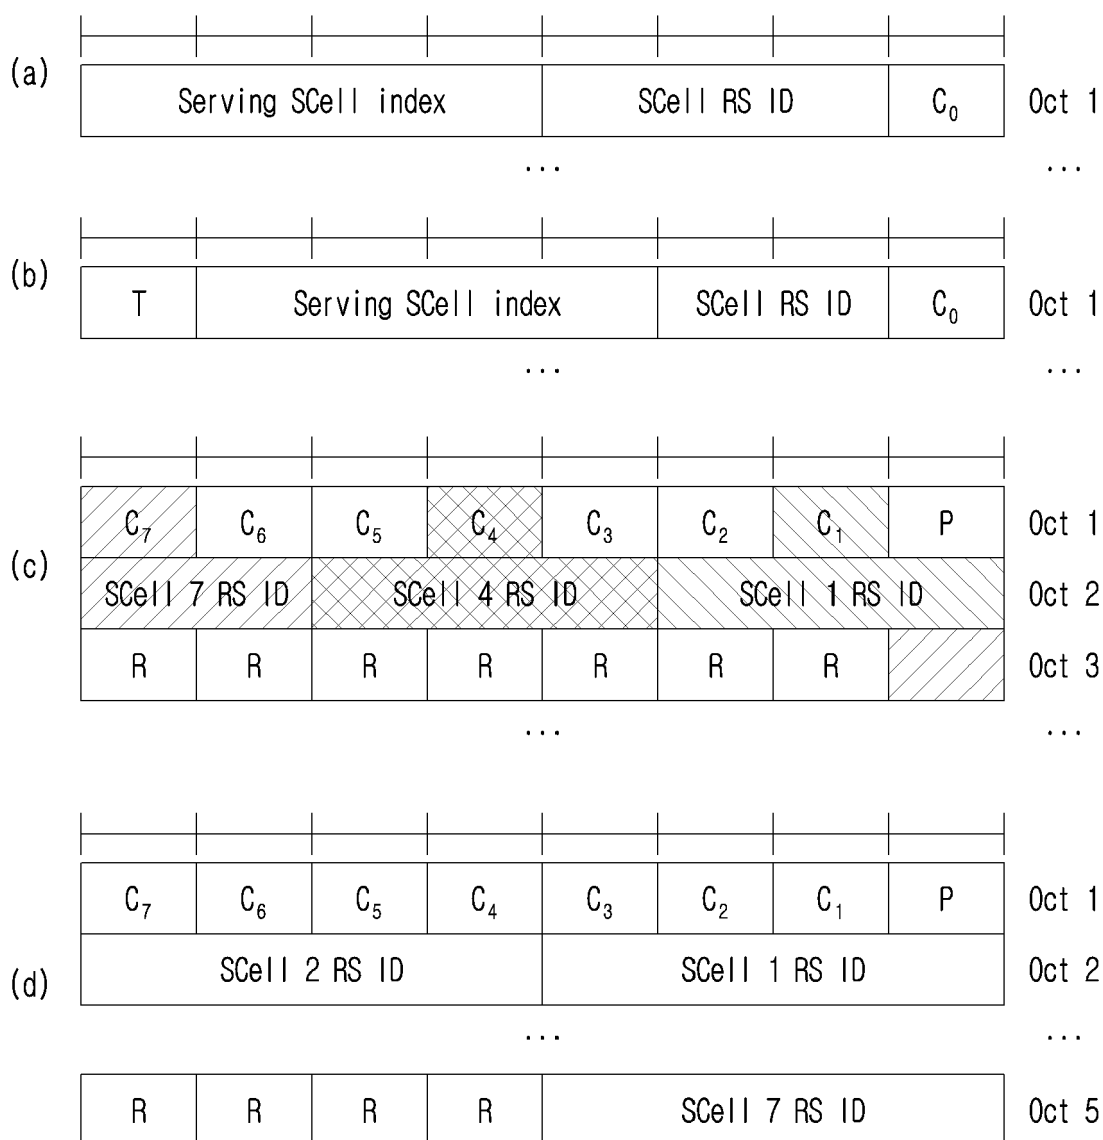 (a)
Serving SCell index SCell RS ID C₀ Oct 1
... ...
(b)
T Serving SCell index SCell RS ID C₀ Oct 1
... ...
C₇ C₆ C₅ C₄ C₃ C₂ C₁ P Oct 1
(c)
SCell 7 RS ID SCell 4 RS ID SCell 1 RS ID Oct 2
R R R R R R R Oct 3
... ...
C₇ C₆ C₅ C₄ C₃ C₂ C₁ P Oct 1
SCell 2 RS ID SCell 1 RS ID Oct 2
(d)
... ...
R R R R SCell 7 RS ID Oct 5